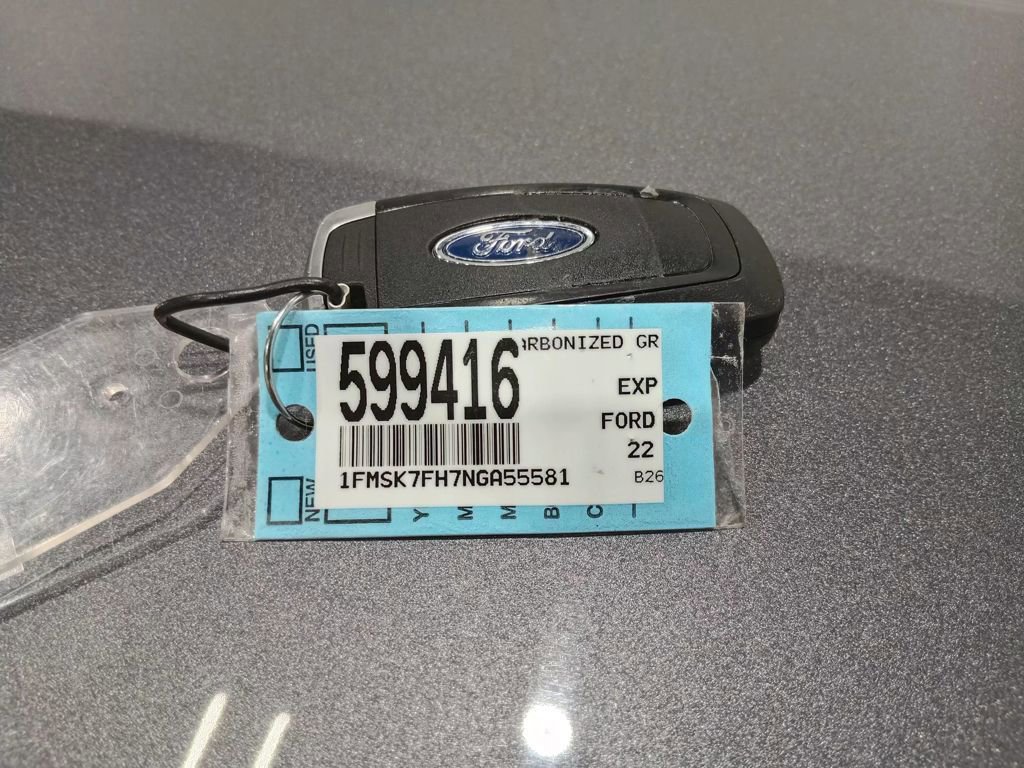 Ford
599416
ARBONIZED GR
EXP
FORD
22
1FMSK7FH7NGA55581
B26
USED
NEW
Y
M
M
B
C